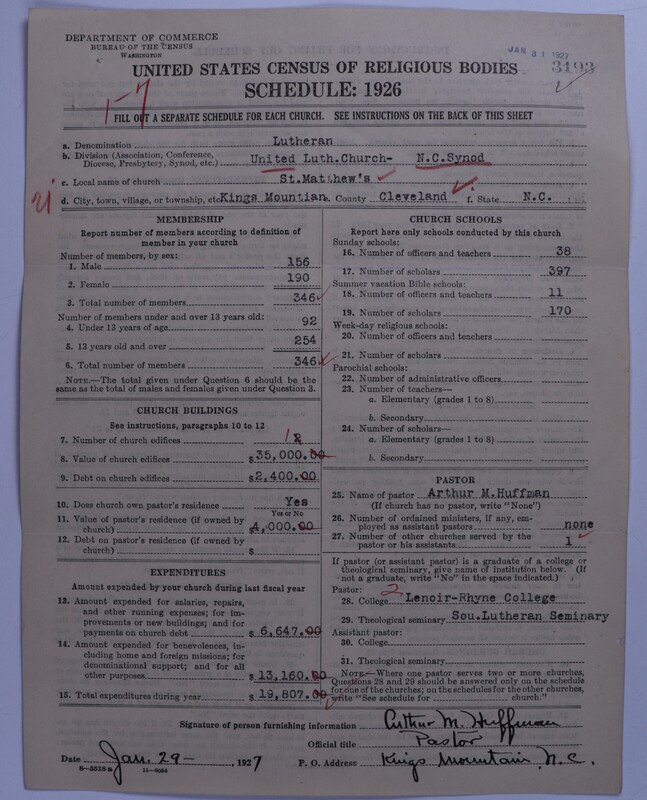 DEPARTMENT OF COMMERCE
BUREAU OF THE CENSUS
WASHINGTON
JAN 31 1927
3193
UNITED STATES CENSUS OF RELIGIOUS BODIES
SCHEDULE: 1926
1-7
FILL OUT A SEPARATE SCHEDULE FOR EACH CHURCH. SEE INSTRUCTIONS ON THE BACK OF THIS SHEET
a. Denomination Lutheran
b. Division (Association, Conference, Diocese, Presbytery, Synod, etc.) United Luth.Church- N.C.Synod
c. Local name of church St.Matthew's
d. City, town, village, or township, etc Kings Mountian e. County Cleveland f. State N.C.
MEMBERSHIP
Report number of members according to definition of
member in your church
Number of members, by sex:
1. Male 156
2. Female 190
3. Total number of members 346
Number of members under and over 13 years old:
4. Under 13 years of age 92
5. 13 years old and over 254
6. Total number of members 346
NOTE.—The total given under Question 6 should be the
same as the total of males and females given under Question 3.
CHURCH BUILDINGS
See instructions, paragraphs 10 to 12
7. Number of church edifices 1
8. Value of church edifices $35,000.00
9. Debt on church edifices $2,400.00
10. Does church own pastor's residence Yes
Yes or No
11. Value of pastor's residence (if owned by
church) $4,000.00
12. Debt on pastor's residence (if owned by
church) $
EXPENDITURES
Amount expended by your church during last fiscal year
13. Amount expended for salaries, repairs,
and other running expenses; for im-
provements or new buildings; and for
payments on church debt $6,647.00
14. Amount expended for benevolences, in-
cluding home and foreign missions; for
denominational support; and for all
other purposes $13,160.00
15. Total expenditures during year $19,807.00
CHURCH SCHOOLS
Report here only schools conducted by this church
Sunday schools:
16. Number of officers and teachers 38
17. Number of scholars 397
Summer vacation Bible schools:
18. Number of officers and teachers 11
19. Number of scholars 170
Week-day religious schools:
20. Number of officers and teachers
21. Number of scholars
Parochial schools:
22. Number of administrative officers
23. Number of teachers—
a. Elementary (grades 1 to 8)
b. Secondary
24. Number of scholars—
a. Elementary (grades 1 to 8)
b. Secondary
PASTOR
25. Name of pastor Arthur M.Huffman
(If church has no pastor, write "None")
26. Number of ordained ministers, if any, em-
ployed as assistant pastors none
27. Number of other churches served by the
pastor or his assistants 1
If pastor (or assistant pastor) is a graduate of a college or
theological seminary, give name of institution below. (If
not a graduate, write "No" in the space indicated.)
Pastor: 2
28. College Lenoir-Rhyne College
29. Theological seminary Sou.Lutheran Seminary
Assistant pastor:
30. College
31. Theological seminary
NOTE—Where one pastor serves two or more churches,
Questions 28 and 29 should be answered only on the schedule
for one of the churches; on the schedules for the other churches,
write "See schedule for church."
Signature of person furnishing information Arthur M. Huffman
Official title Pastor
Date Jan. 29- , 1927 P. O. Address Kings Mountain, N.C.
8-5518a 11-9084